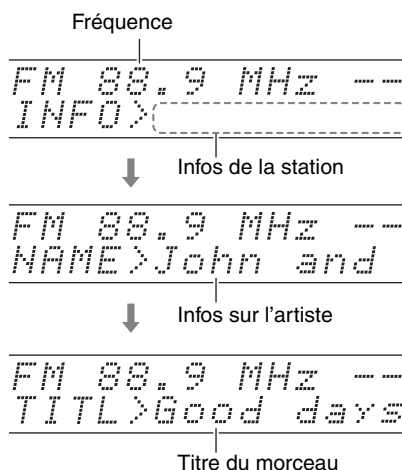 Fréquence
FM 88.9 MHz --
INFO>
Infos de la station
FM 88.9 MHz --
NAME>John and
Infos sur l'artiste
FM 88.9 MHz --
TITL>Good days
Titre du morceau